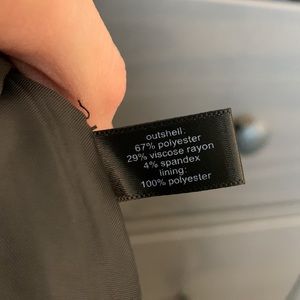 outshell:
67% polyester
29% viscose rayon
4% spandex
lining:
100% polyester